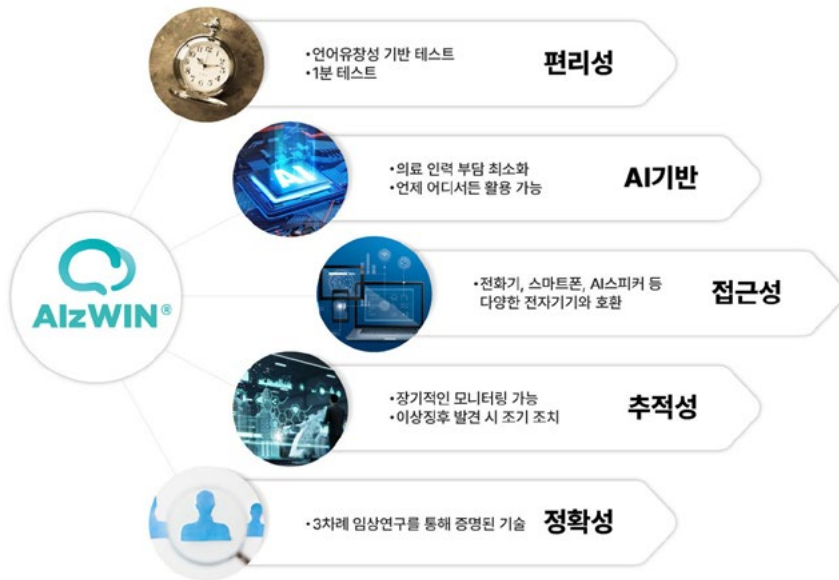 •언어유창성 기반 테스트
•1분 테스트
편리성
AI
•의료 인력 부담 최소화
•언제 어디서든 활용 가능
AI기반
AlzWIN®
•전화기, 스마트폰, AI스피커 등
다양한 전자기기와 호환
접근성
•장기적인 모니터링 가능
•이상징후 발견 시 조기 조치
추적성
•3차례 임상연구를 통해 증명된 기술
정확성